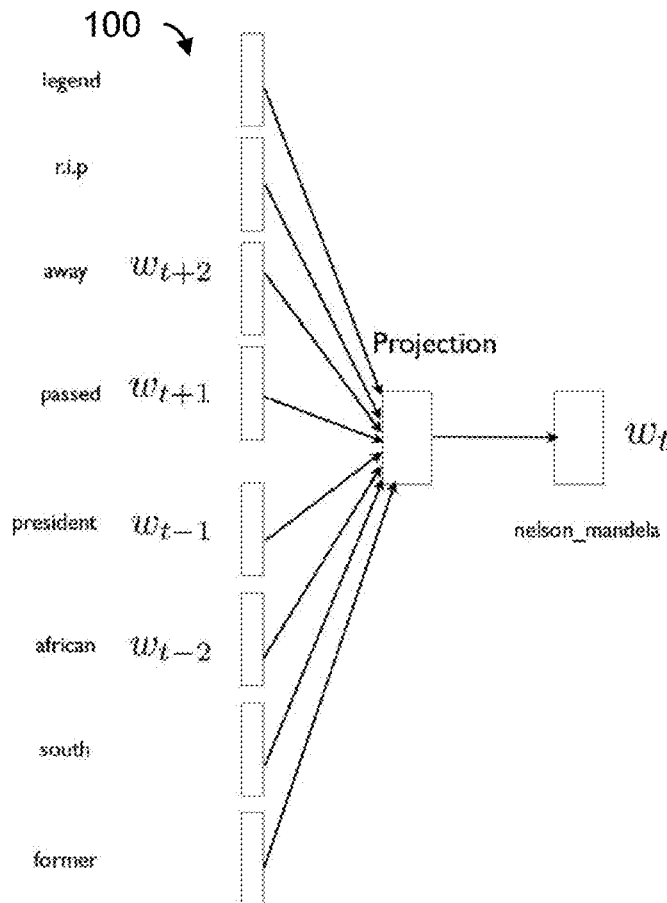 100
legend
r.i.p
away w_{t+2}
Projection
passed w_{t+1}
w_t
president w_{t-1}
nelson_mandela
african w_{t-2}
south
former